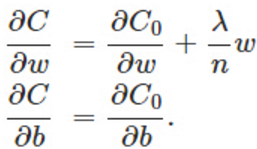 ∂C/∂w = ∂C₀/∂w + λ/n w
∂C/∂b = ∂C₀/∂b.